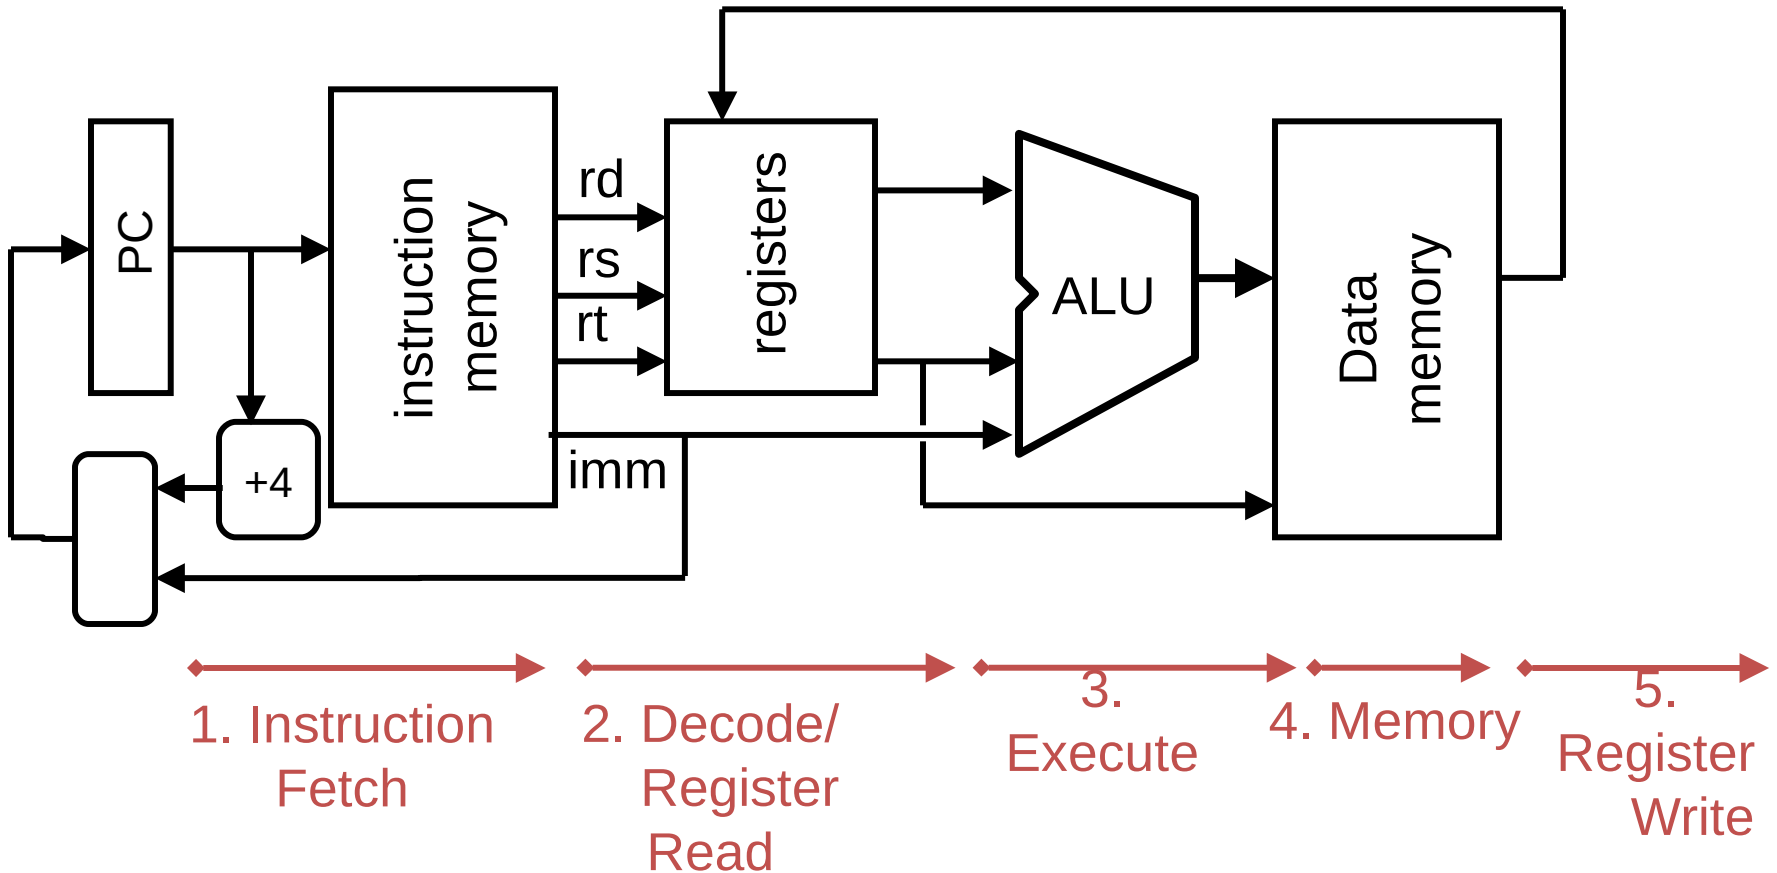 PC
+4
instruction
memory
rd
rs
rt
imm
registers
ALU
Data
memory
1. Instruction
Fetch
2. Decode/
Register
Read
3.
Execute
4. Memory
5.
Register
Write